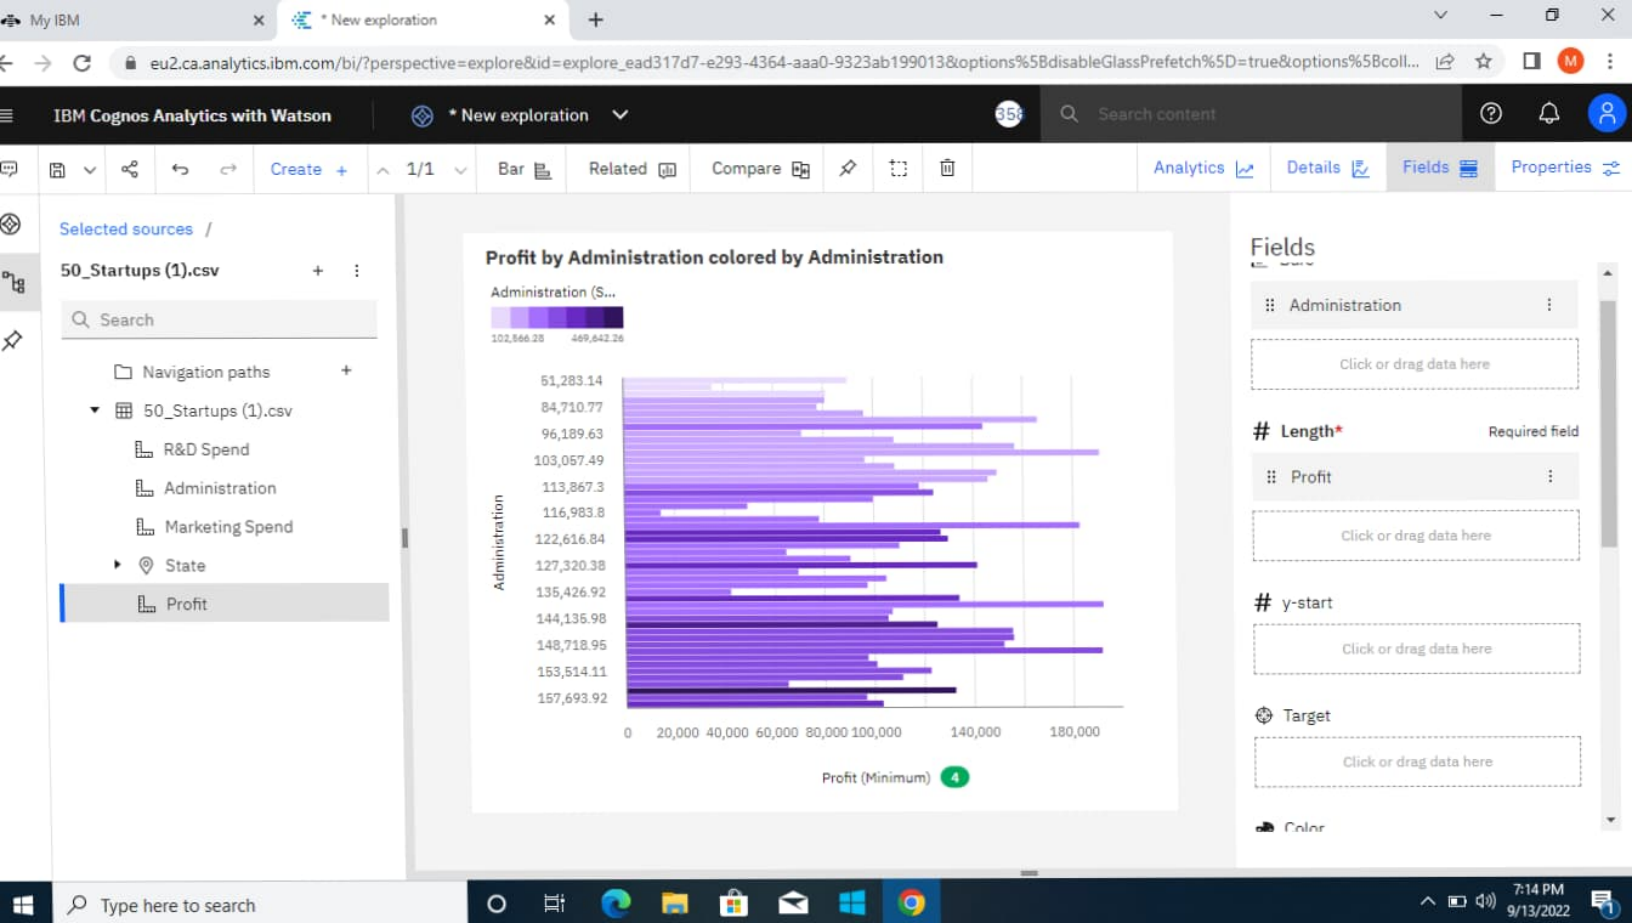 My IBM
* New exploration
eu2.ca.analytics.ibm.com/bi/?perspective=explore&id=explore_ead317d7-e293-4364-aaa0-9323ab199013&options%5BdisableGlassPrefetch%5D=true&options%5Bcoll...
M
IBM Cognos Analytics with Watson
* New exploration
358
Search content
Create +
1/1
Bar
Related
Compare
Analytics
Details
Fields
Properties
Selected sources /
50_Startups (1).csv
Search
Navigation paths
50_Startups (1).csv
R&D Spend
Administration
Marketing Spend
State
Profit
Profit by Administration colored by Administration
Administration (S...
102,866.28 469,642.26
Administration
51,283.14
84,710.77
96,189.63
103,057.49
113,867.3
116,983.8
122,616.84
127,320.38
135,426.92
144,135.98
148,718.95
153,514.11
157,693.92
0 20,000 40,000 60,000 80,000 100,000 140,000 180,000
Profit (Minimum) 4
Fields
Administration
Click or drag data here
# Length* Required field
Profit
Click or drag data here
# y-start
Click or drag data here
Target
Click or drag data here
Color
Type here to search
7:14 PM
9/13/2022
1